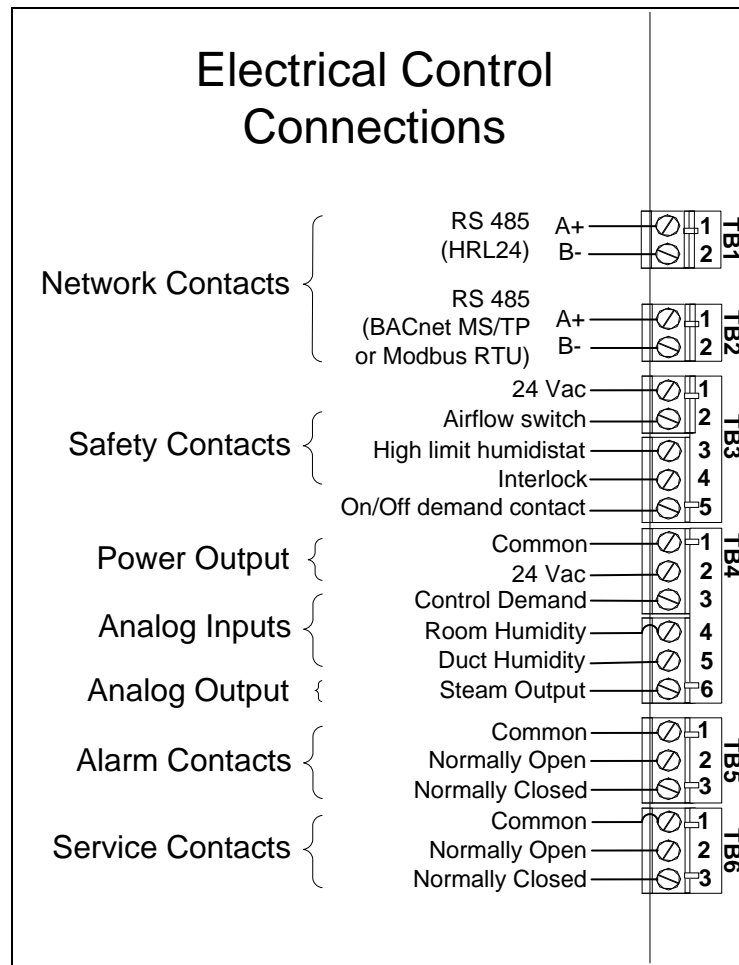 Electrical Control
Connections
Network Contacts
RS 485
(HRL24)
A+
B-
1
2
TB1
RS 485
(BACnet MS/TP
or Modbus RTU)
A+
B-
1
2
TB2
Safety Contacts
24 Vac
1
Airflow switch
2
High limit humidistat
3
Interlock
4
On/Off demand contact
5
TB3
Power Output
Common
1
24 Vac
2
Analog Inputs
Control Demand
3
Room Humidity
4
Duct Humidity
5
Analog Output
Steam Output
6
TB4
Alarm Contacts
Common
1
Normally Open
2
Normally Closed
3
TB5
Service Contacts
Common
1
Normally Open
2
Normally Closed
3
TB6